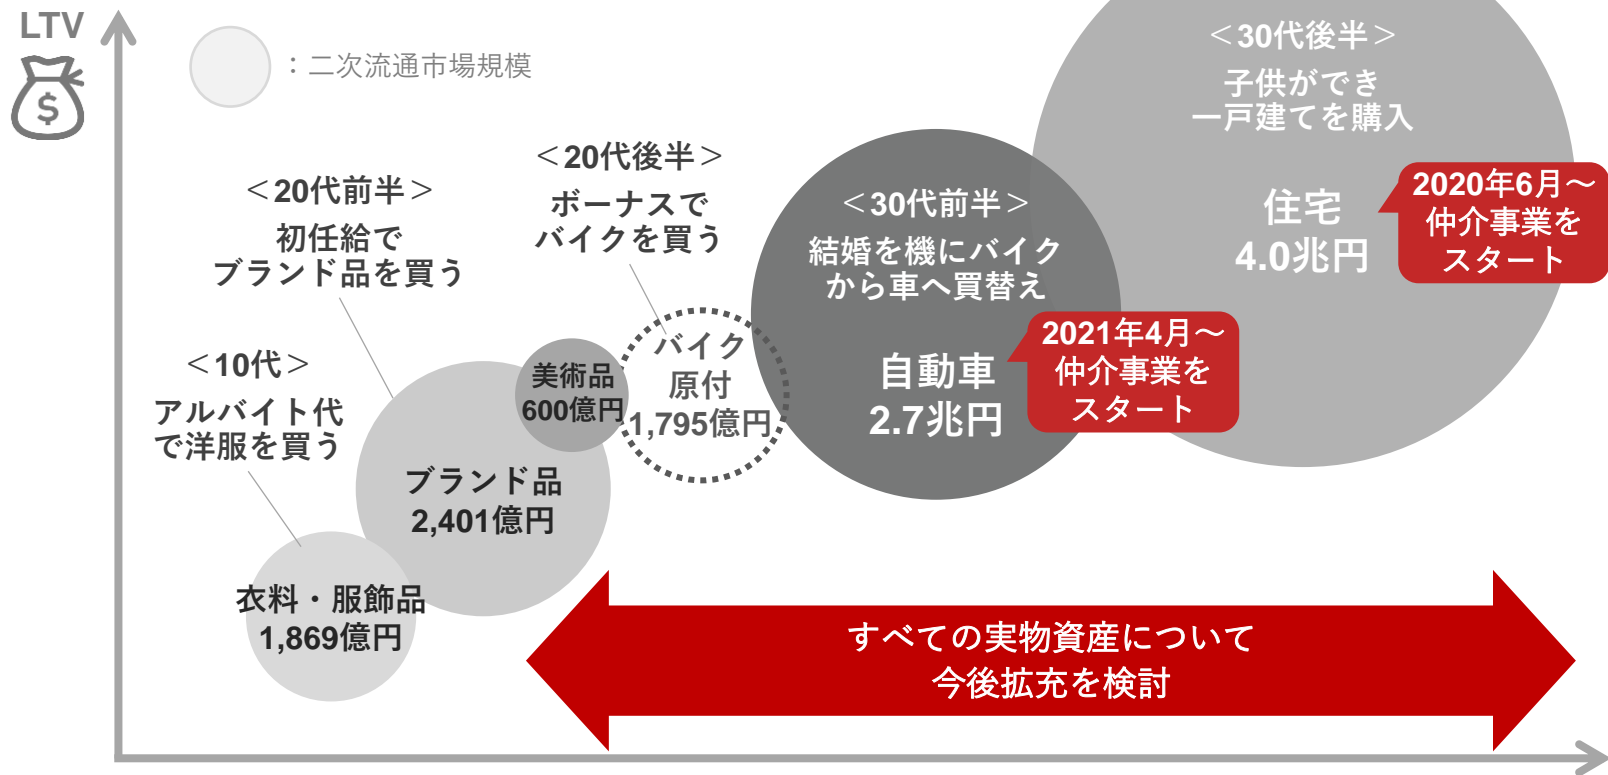 LTV
$
：二次流通市場規模
＜10代＞
アルバイト代
で洋服を買う
衣料・服飾品
1,869億円
＜20代前半＞
初任給で
ブランド品を買う
ブランド品
2,401億円
美術品
600億円
＜20代後半＞
ボーナスで
バイクを買う
バイク
原付
1,795億円
＜30代前半＞
結婚を機にバイク
から車へ買替え
自動車
2.7兆円
2021年4月～
仲介事業を
スタート
＜30代後半＞
子供ができ
一戸建てを購入
住宅
4.0兆円
2020年6月～
仲介事業を
スタート
すべての実物資産について
今後拡充を検討